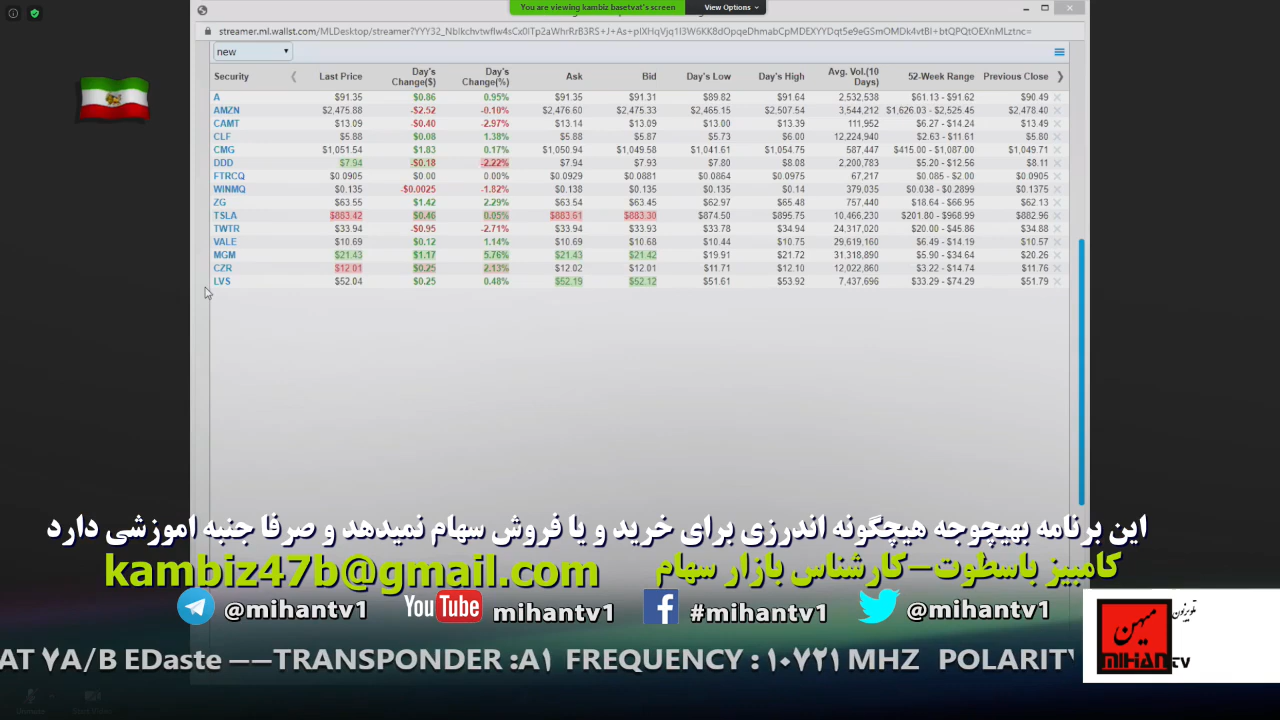 You are viewing kambiz basetvat's screen View Options
new
Security Last Price Day's Change($) Day's Change(%) Ask Bid Day's Low Day's High Avg. Vol.(10 Days) 52-Week Range Previous Close
A $91.35 $0.86 0.95% $91.35 $91.31 $89.82 $91.64 2,532,538 $61.13 - $91.62 $90.49
AMZN $2,475.88 -$2.52 -0.10% $2,476.60 $2,475.33 $2,465.15 $2,507.54 3,544,212 $1,626.03 - $2,525.45 $2,478.40
CAMT $13.09 -$0.40 -2.97% $13.14 $13.09 $13.00 $13.39 111,952 $6.27 - $14.24 $13.49
CLF $5.88 $0.08 1.38% $5.88 $5.87 $5.73 $6.00 12,224,940 $2.63 - $11.61 $5.80
CMG $1,051.54 $1.83 0.17% $1,050.94 $1,049.58 $1,041.61 $1,054.75 587,447 $415.00 - $1,087.00 $1,049.71
DDD $7.94 -$0.18 -2.22% $7.94 $7.93 $7.80 $8.08 2,200,783 $5.20 - $12.56 $8.11
FTRCQ $0.0905 $0.00 0.00% $0.0929 $0.0881 $0.0864 $0.0975 67,217 $0.085 - $2.00 $0.0905
WINMQ $0.135 -$0.0025 -1.82% $0.138 $0.135 $0.135 $0.14 379,035 $0.038 - $0.2899 $0.1375
ZG $63.55 $1.42 2.29% $63.54 $63.45 $62.97 $65.48 757,440 $18.64 - $66.95 $62.13
TSLA $883.42 $0.46 0.05% $883.61 $883.30 $874.50 $895.75 10,466,230 $201.80 - $968.99 $882.96
TWTR $33.94 -$0.95 -2.71% $33.94 $33.93 $33.78 $34.94 24,317,020 $20.00 - $45.86 $34.88
VALE $10.69 $0.12 1.14% $10.69 $10.68 $10.44 $10.75 29,619,160 $6.49 - $14.19 $10.57
MGM $21.43 $1.17 5.76% $21.43 $21.42 $19.91 $21.72 31,318,890 $5.90 - $34.64 $20.26
CZR $12.01 $0.25 2.13% $12.02 $12.01 $11.71 $12.10 12,022,860 $3.22 - $14.74 $11.76
LVS $52.04 $0.25 0.48% $52.19 $52.12 $51.61 $53.92 7,437,696 $33.29 - $74.29 $51.79
این برنامه بهیچوجه هیچگونه اندرزی برای خرید و یا فروش سهام نمیدهد و صرفا جنبه اموزشی دارد
کامبیز باسطوت-کارشناس بازار سهام kambiz47b@gmail.com
@mihantv1 YouTube mihantv1 #mihantv1 @mihantv1
تلویزیون میهن MIHAN TV
AT ۷A/B EDaste --TRANSPONDER :A۱ FREQUENCY : ۱۰۷۲۱ MHZ POLARITY